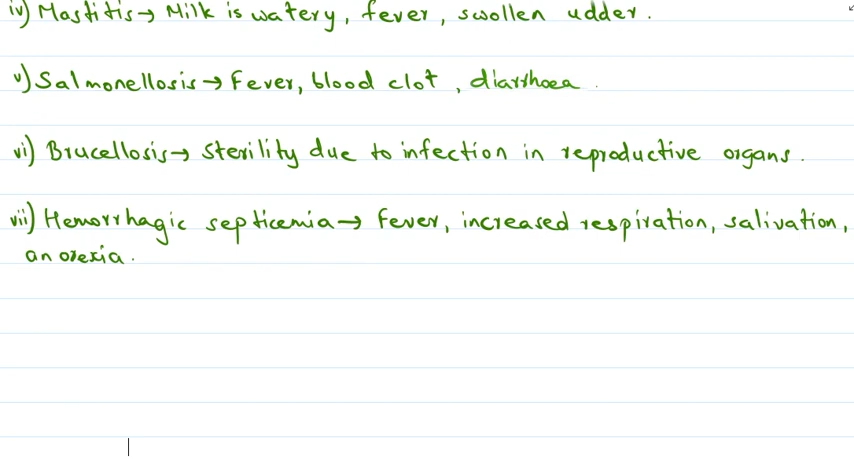 iv) Mastitis → Milk is watery, fever, swollen udder.
v) Salmonellosis → Fever, blood clot, diarrhoea.
vi) Brucellosis → Sterility due to infection in reproductive organs.
vii) Hemorrhagic septicemia → Fever, increased respiration, salivation,
anorexia.